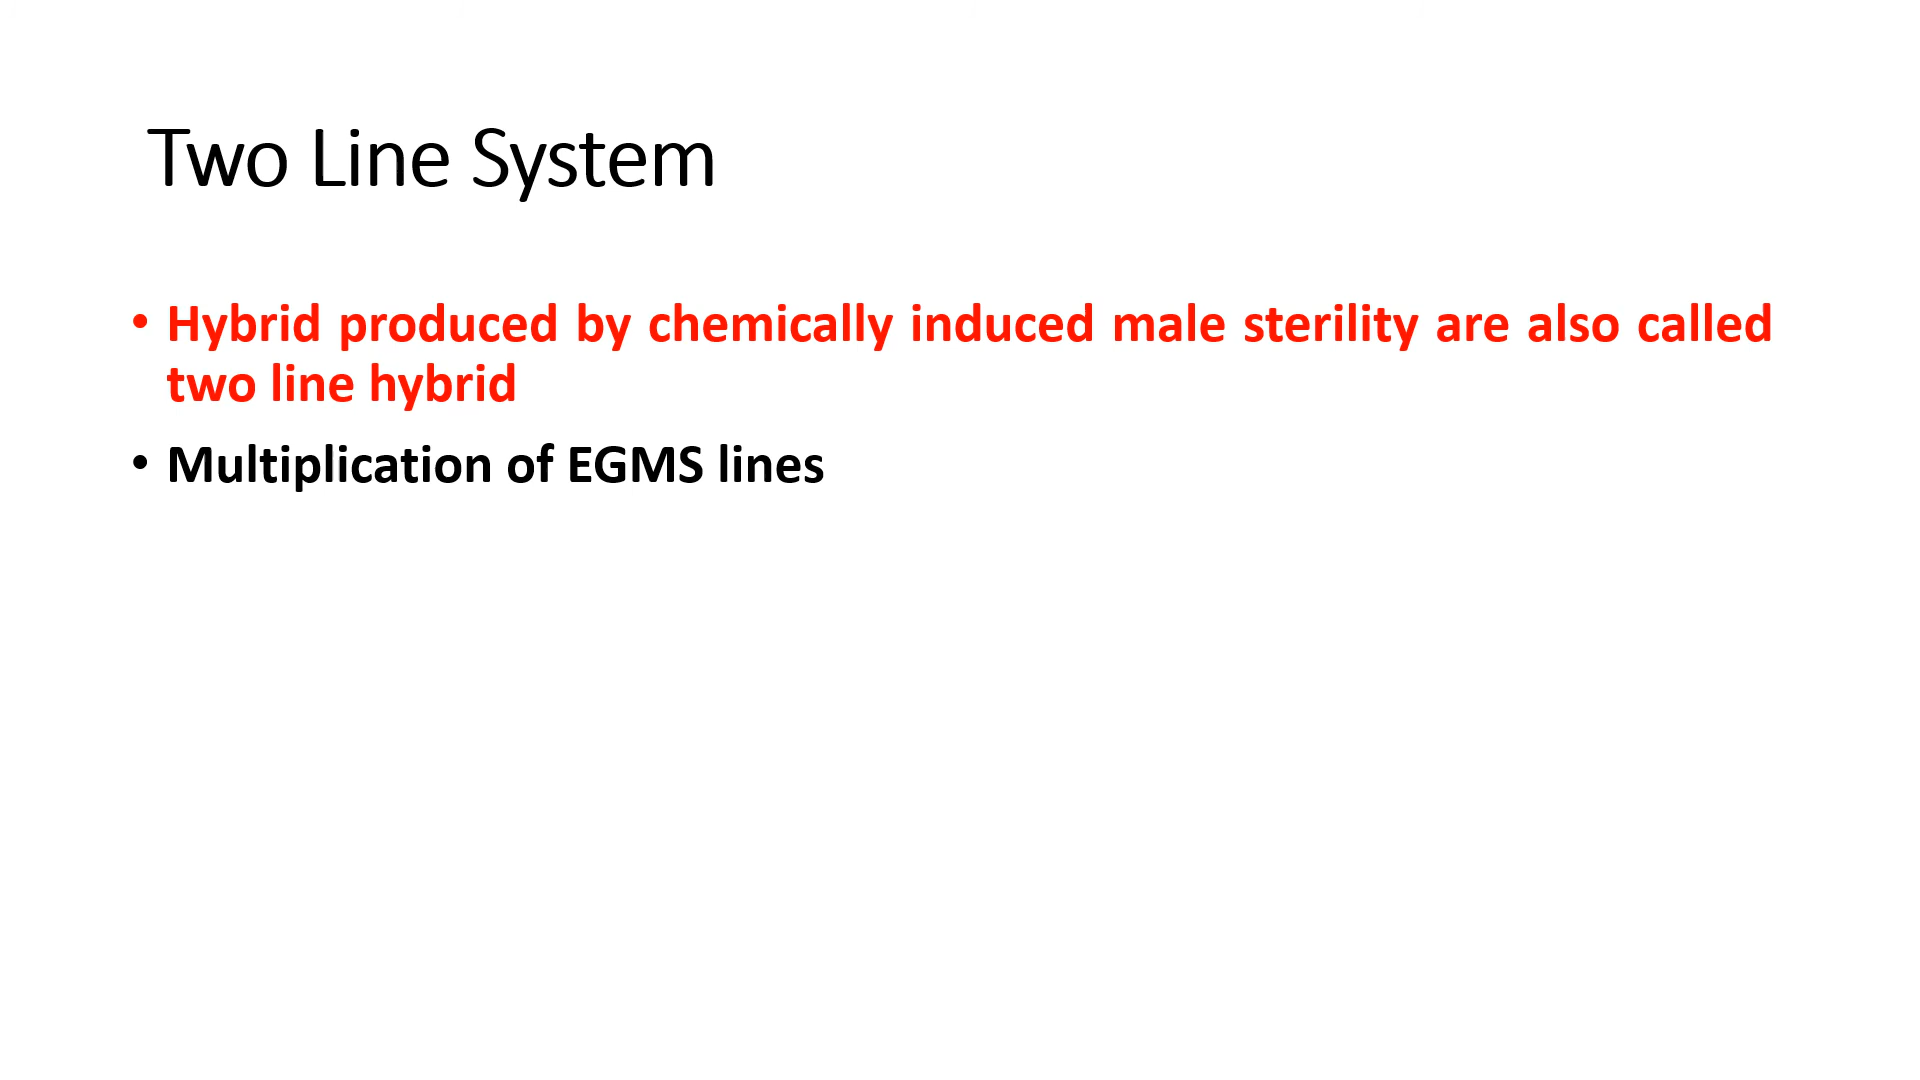 Two Line System
• Hybrid produced by chemically induced male sterility are also called
two line hybrid
• Multiplication of EGMS lines